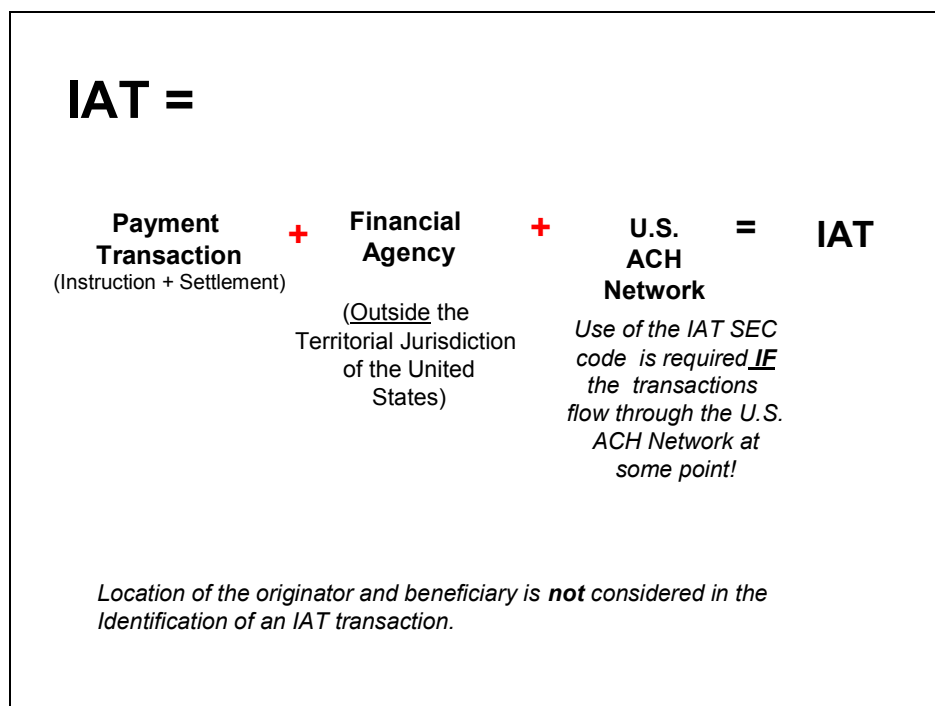 IAT =
Payment
Transaction
(Instruction + Settlement)
+
Financial
Agency
(Outside the
Territorial Jurisdiction
of the United
States)
+
U.S.
ACH
Network
Use of the IAT SEC
code is required IF
the transactions
flow through the U.S.
ACH Network at
some point!
=
IAT
Location of the originator and beneficiary is not considered in the
Identification of an IAT transaction.